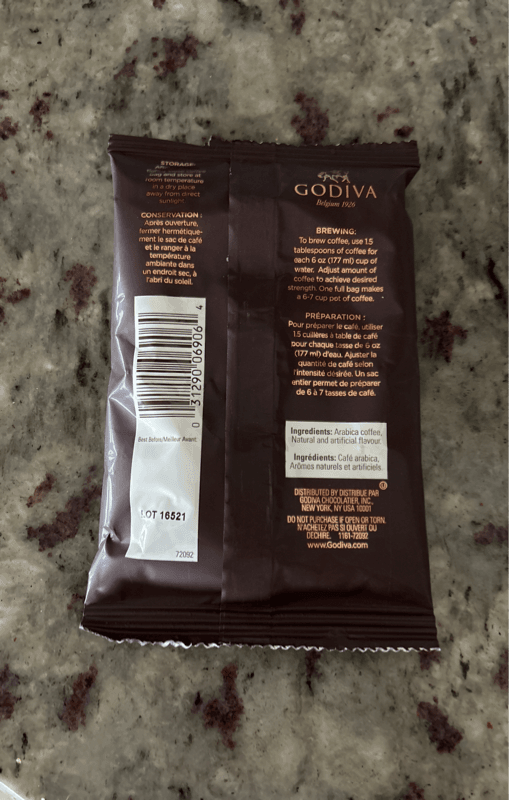 STORAGE:
bag and store at
room temperature
in a dry place
away from direct
sunlight.
CONSERVATION :
Après ouverture,
fermer hermétique-
ment le sac de café
et le ranger à la
température
ambiante dans
un endroit sec, à
l'abri du soleil.
0 31290 06906 4
Best Before/Meilleur Avant:
LOT 16521
72092
GODIVA
Belgium 1926
BREWING:
To brew coffee, use 1.5
tablespoons of coffee for
each 6 oz (177 ml) cup of
water. Adjust amount of
coffee to achieve desired
strength. One full bag makes
a 6-7 cup pot of coffee.
PRÉPARATION :
Pour préparer le café, utiliser
1.5 cuillères à table de café
pour chaque tasse de 6 oz
(177 ml) d'eau. Ajuster la
quantité de café selon
l'intensité désirée. Un sac
entier permet de préparer
de 6 à 7 tasses de café.
Ingredients: Arabica coffee,
Natural and artificial flavour.
Ingrédients: Café arabica,
Arômes naturels et artificiels.
DISTRIBUTED BY DISTRIBUE PAR
GODIVA CHOCOLATIER, INC.,
NEW YORK, NY USA 10001
DO NOT PURCHASE IF OPEN OR TORN.
N'ACHETEZ PAS SI OUVERT OU
DECHIRE. 1161-72092
www.Godiva.com